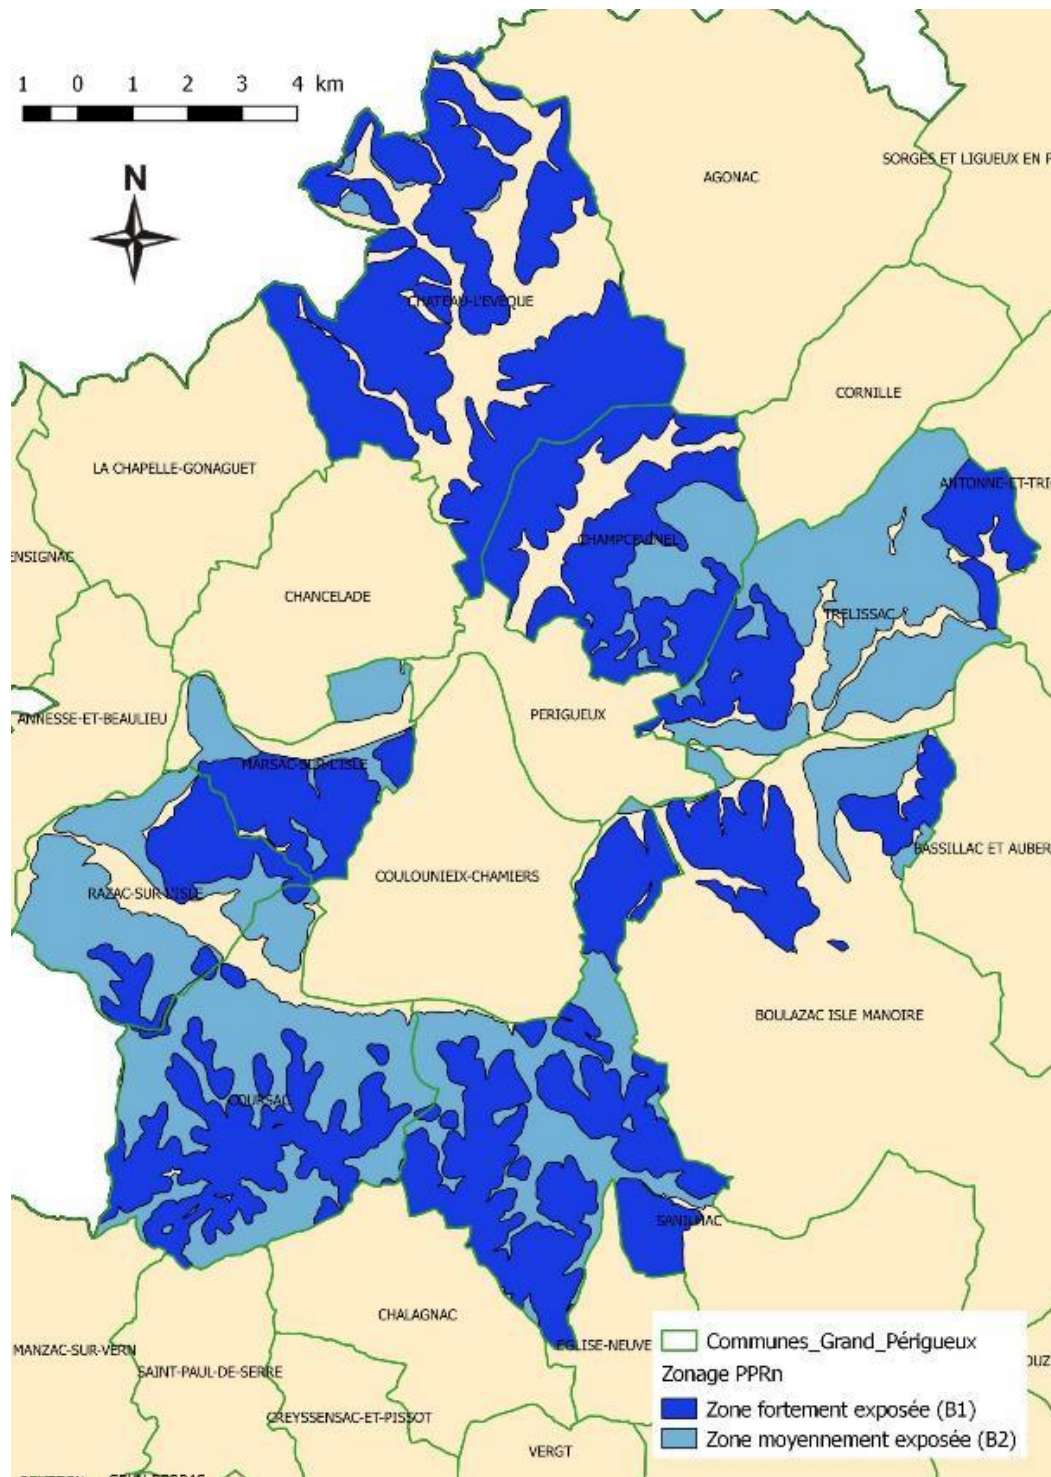 1 0 1 2 3 4 km
SORGES ET LIGUEUX EN P
AGONAC
N
CHATEAU-L'EVEQUE
CORNILLE
LA CHAPELLE-GONAGUET
ANTONNE-ET-TRI
CHAMPCEVINEL
ENSIGNAC
CHANCELADE
TRELISSAC
PERIGUEUX
ANNESSE-ET-BEAULIEU
MARSAC-SUR-L'ISLE
BASSILLAC ET AUBER
COULOUNIEIX-CHAMIERS
RAZAC-SUR-L'ISLE
BOULAZAC ISLE MANOIRE
COURSAC
SANILHAC
CHALAGNAC
EGLISE-NEUVE
MANZAC-SUR-VERN
SAINT-PAUL-DE-SERRE
OUZ
CREYSSENSAC-ET-PISSOT
VERGT
Communes_Grand_Périgueux
Zonage PPRn
Zone fortement exposée (B1)
Zone moyennement exposée (B2)